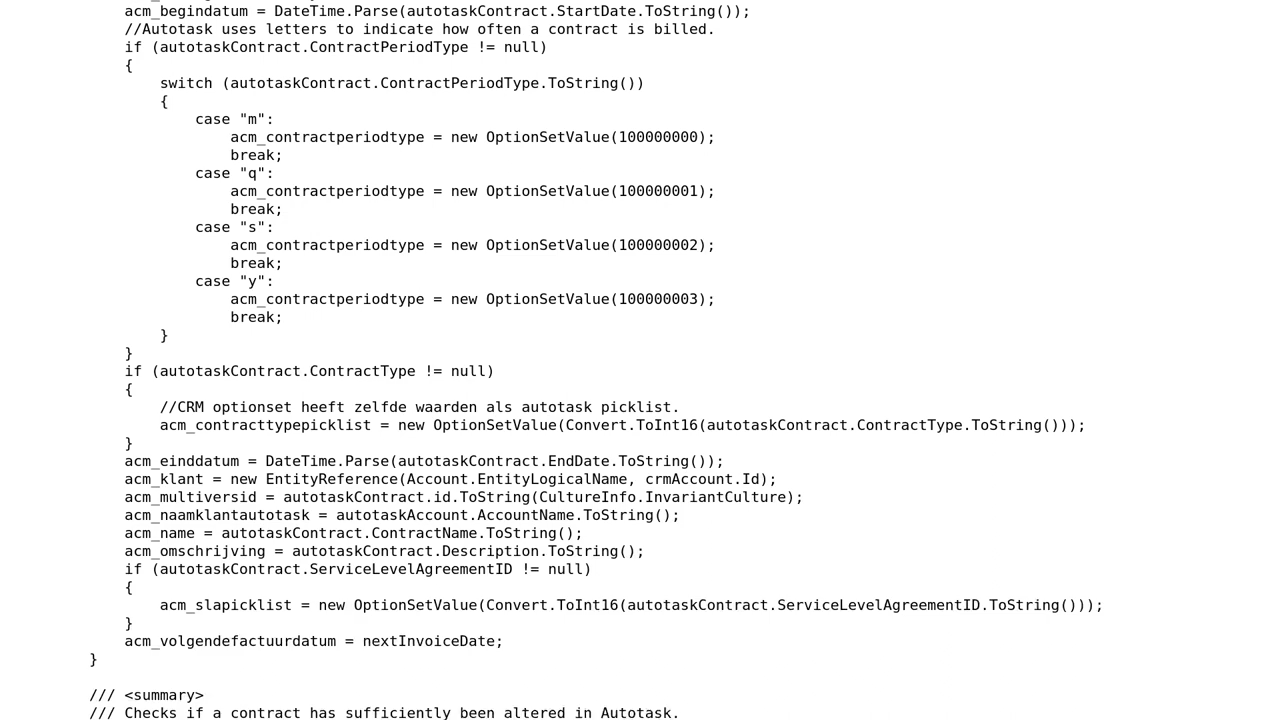 acm_begindatum = DateTime.Parse(autotaskContract.StartDate.ToString());
//Autotask uses letters to indicate how often a contract is billed.
if (autotaskContract.ContractPeriodType != null)
{
switch (autotaskContract.ContractPeriodType.ToString())
{
case "m":
acm_contractperiodtype = new OptionSetValue(100000000);
break;
case "q":
acm_contractperiodtype = new OptionSetValue(100000001);
break;
case "s":
acm_contractperiodtype = new OptionSetValue(100000002);
break;
case "y":
acm_contractperiodtype = new OptionSetValue(100000003);
break;
}
}
if (autotaskContract.ContractType != null)
{
//CRM optionset heeft zelfde waarden als autotask picklist.
acm_contracttypepicklist = new OptionSetValue(Convert.ToInt16(autotaskContract.ContractType.ToString()));
}
acm_einddatum = DateTime.Parse(autotaskContract.EndDate.ToString());
acm_klant = new EntityReference(Account.EntityLogicalName, crmAccount.Id);
acm_multiversid = autotaskContract.id.ToString(CultureInfo.InvariantCulture);
acm_naamklantautotask = autotaskAccount.AccountName.ToString();
acm_name = autotaskContract.ContractName.ToString();
acm_omschrijving = autotaskContract.Description.ToString();
if (autotaskContract.ServiceLevelAgreementID != null)
{
acm_slapicklist = new OptionSetValue(Convert.ToInt16(autotaskContract.ServiceLevelAgreementID.ToString()));
}
acm_volgendefactuurdatum = nextInvoiceDate;
}
/// <summary>
/// Checks if a contract has sufficiently been altered in Autotask.